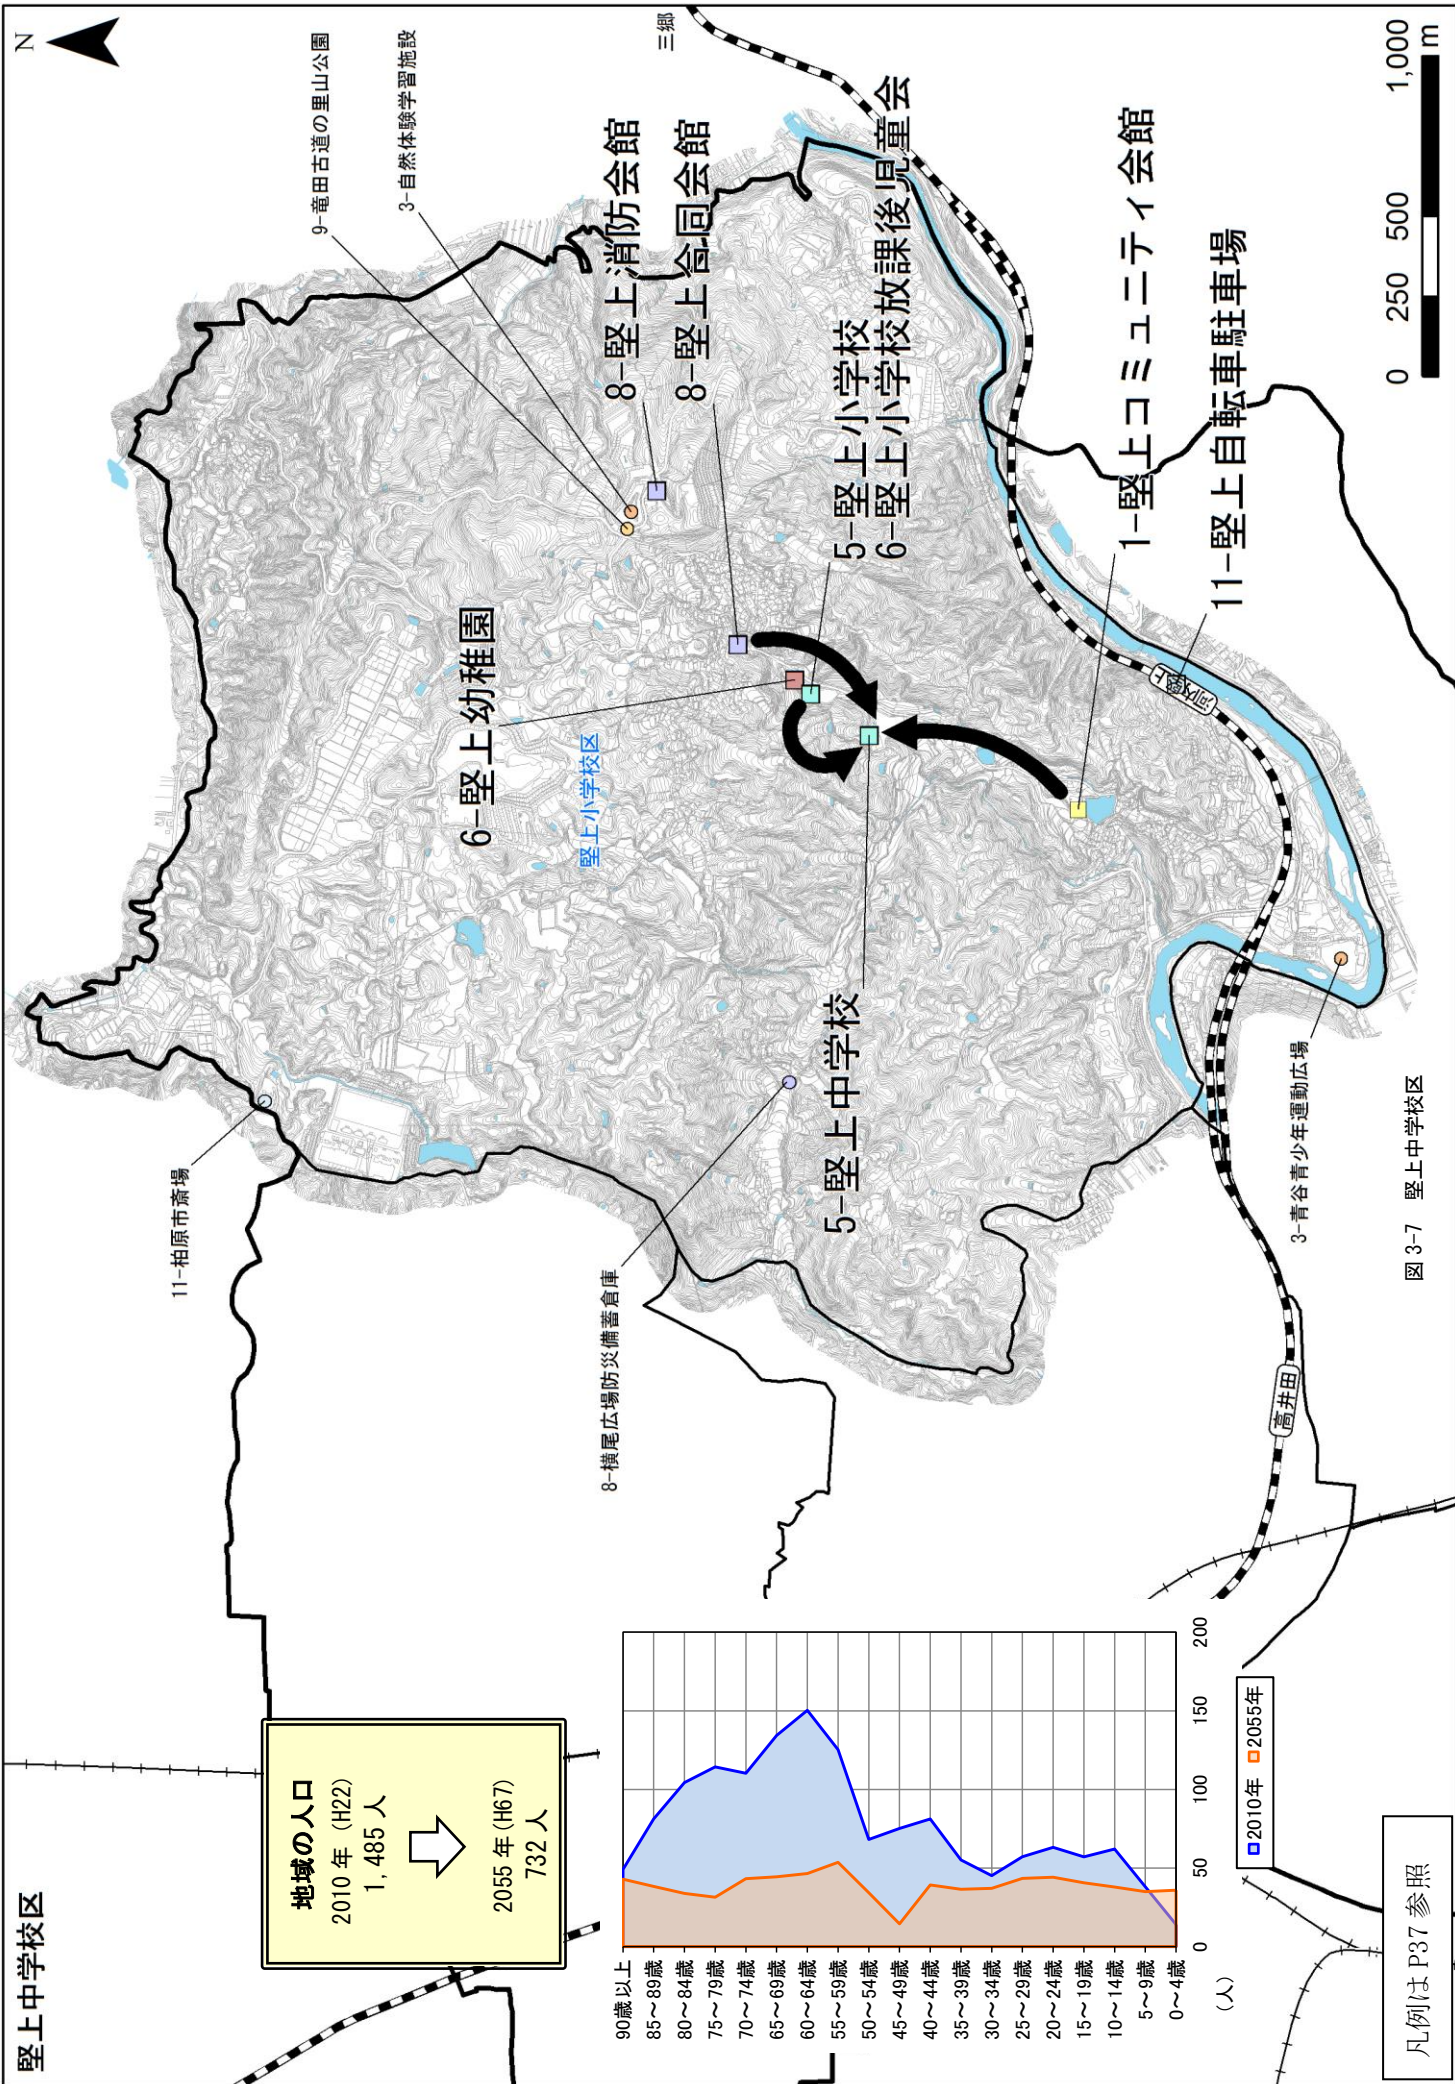 堅上中学校区
N
地域の人口
2010年(H22)
1,485人
2055年(H67)
732人
11-柏原市斎場
9-竜田古道の里山公園
3-自然体験学習施設
三郷
8-堅上消防会館
8-堅上合同会館
6-堅上幼稚園
堅上小学校区
5-堅上小学校
6-堅上小学校放課後児童会
8-横尾広場防災備蓄倉庫
5-堅上中学校
1-堅上コミュニティ会館
11-堅上自転車駐車場
河内堅上
高井田
3-青谷青少年運動広場
90歳以上
85～89歳
80～84歳
75～79歳
70～74歳
65～69歳
60～64歳
55～59歳
50～54歳
45～49歳
40～44歳
35～39歳
30～34歳
25～29歳
20～24歳
15～19歳
10～14歳
5～9歳
0～4歳
0 50 100 150 200
(人)
2010年 2055年
凡例は P37 参照
図 3-7 堅上中学校区
0 250 500 1,000
m